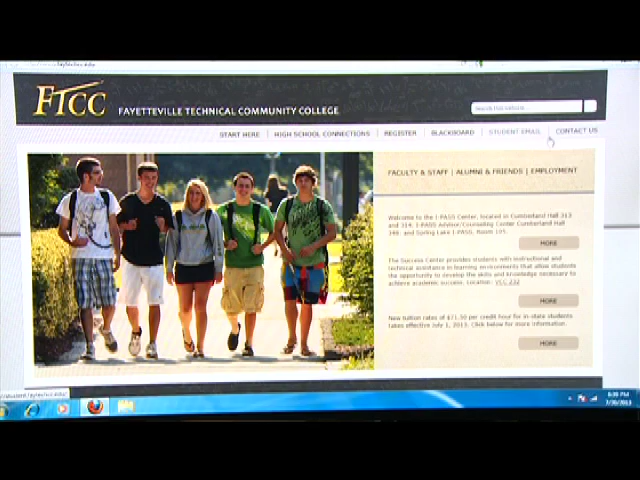 FTCC FAYETTEVILLE TECHNICAL COMMUNITY COLLEGE
START HERE | HIGH SCHOOL CONNECTIONS | REGISTER | BLACKBOARD | STUDENT EMAIL | CONTACT US
FACULTY & STAFF | ALUMNI & FRIENDS | EMPLOYMENT
Welcome to the I-PASS Center, located in Cumberland Hall 313
and 314, I-PASS Advisor/Counseling Center Cumberland Hall
and Spring Lake I-PASS, Room 105.
MORE
The Success Center provides students with instructional and
technical assistance in learning environments that allow students
the opportunity to develop the skills and knowledge necessary to
achieve academic success. Location: VCC 232
MORE
New tuition rates of $71.50 per credit hour for in-state students
takes effective July 1, 2013. Click below for more information.
MORE